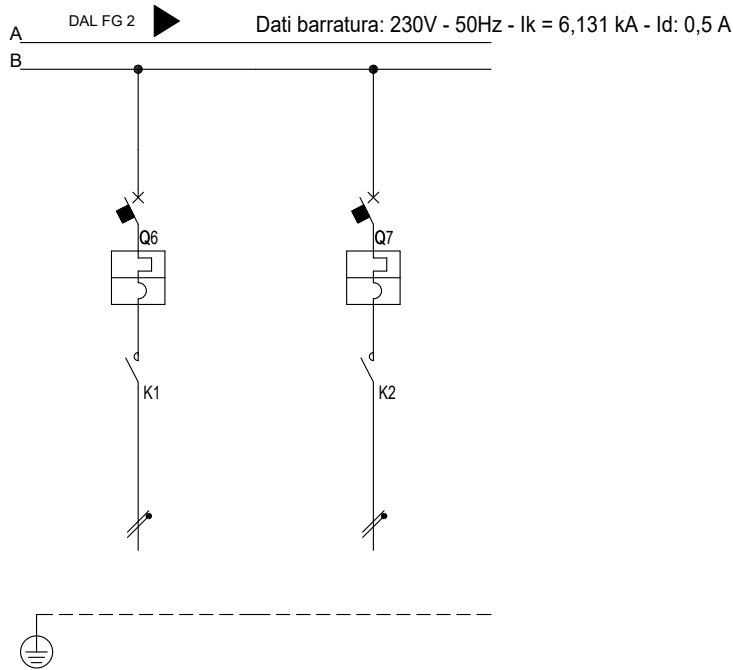 DAL FG 2
Dati barratura: 230V - 50Hz - Ik = 6,131 kA - Id: 0,5 A
A
B
Q6
Q7
K1
K2